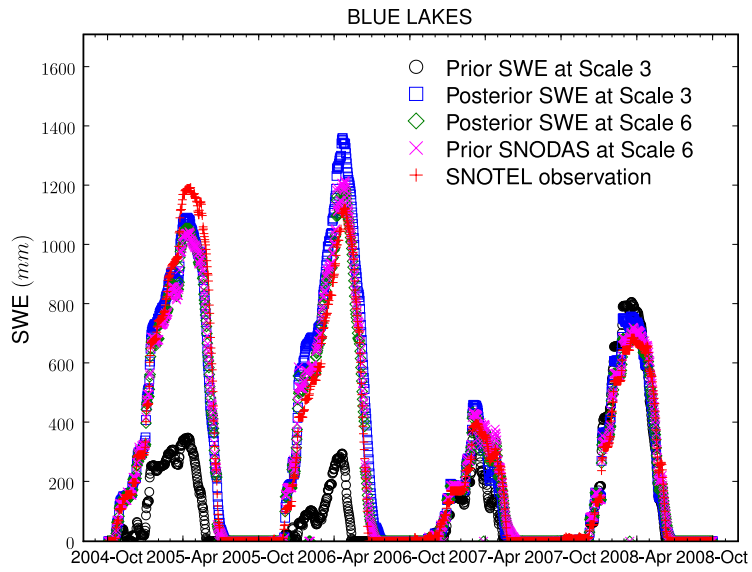 BLUE LAKES
Prior SWE at Scale 3
Posterior SWE at Scale 3
Posterior SWE at Scale 6
Prior SNODAS at Scale 6
SNOTEL observation
SWE (mm)
1600
1400
1200
1000
800
600
400
200
0
2004-Oct 2005-Apr 2005-Oct 2006-Apr 2006-Oct 2007-Apr 2007-Oct 2008-Apr 2008-Oct